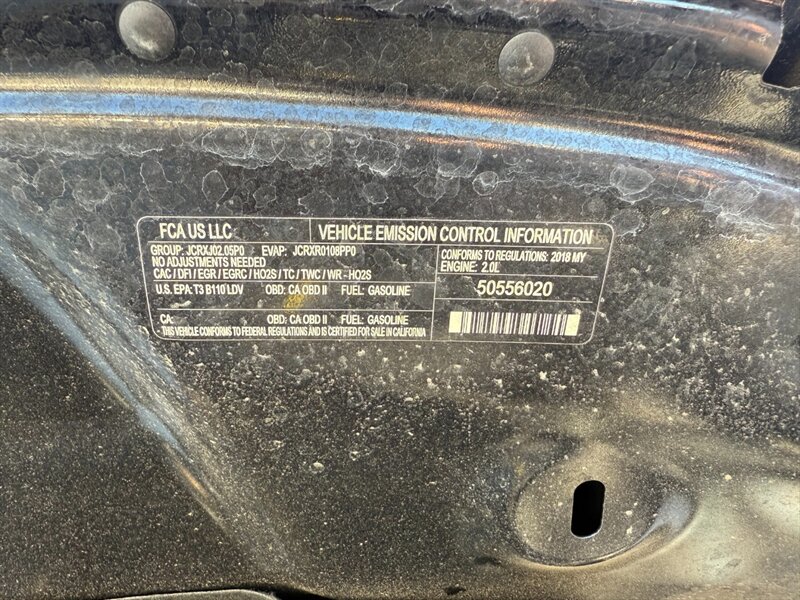 FCA US LLC VEHICLE EMISSION CONTROL INFORMATION
GROUP: JCRXJ02.05P0 EVAP: JCRXR0108PP0
NO ADJUSTMENTS NEEDED
CAC / DFI / EGR / EGRC / HO2S / TC / TWC / WR - HO2S
CONFORMS TO REGULATIONS: 2018 MY
ENGINE: 2.0L
U.S. EPA: T3 B110 LDV OBD: CA OBD II FUEL: GASOLINE
50556020
CA: OBD: CA OBD II FUEL: GASOLINE
THIS VEHICLE CONFORMS TO FEDERAL REGULATIONS AND IS CERTIFIED FOR SALE IN CALIFORNIA